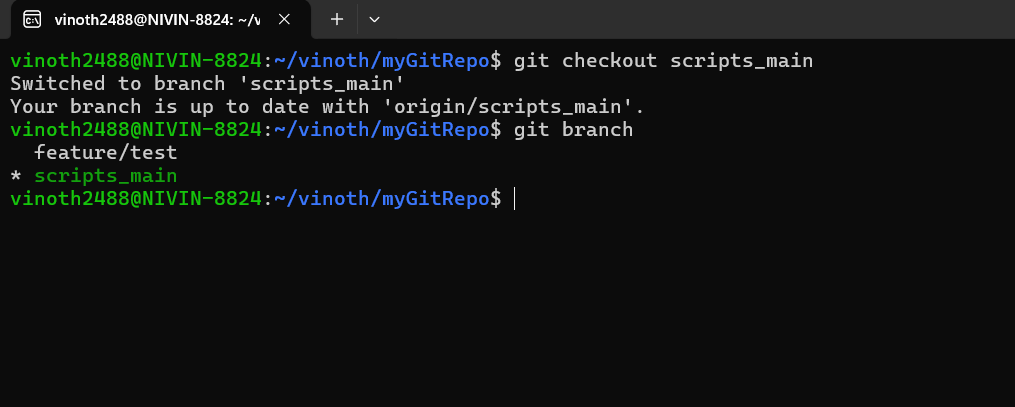 vinoth2488@NIVIN-8824: ~/v
vinoth2488@NIVIN-8824:~/vinoth/myGitRepo$ git checkout scripts_main
Switched to branch 'scripts_main'
Your branch is up to date with 'origin/scripts_main'.
vinoth2488@NIVIN-8824:~/vinoth/myGitRepo$ git branch
  feature/test
* scripts_main
vinoth2488@NIVIN-8824:~/vinoth/myGitRepo$